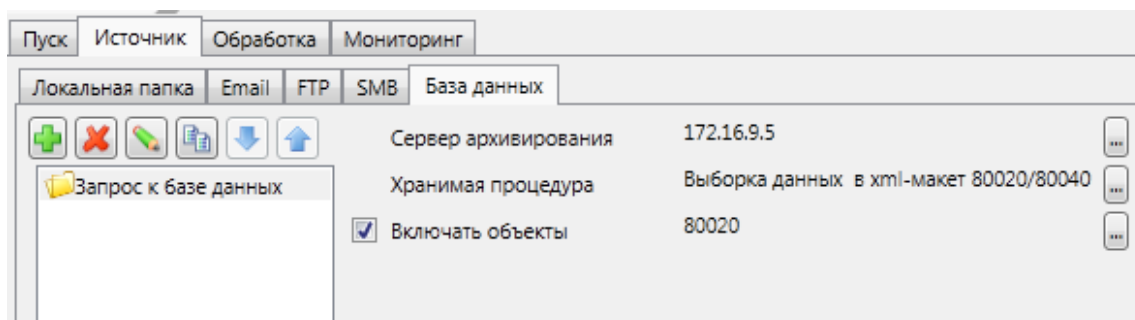 Пуск Источник Обработка Мониторинг
Локальная папка Email FTP SMB База данных
Сервер архивирования 172.16.9.5 ...
Запрос к базе данных Хранимая процедура Выборка данных в xml-макет 80020/80040 ...
Включать объекты 80020 ...